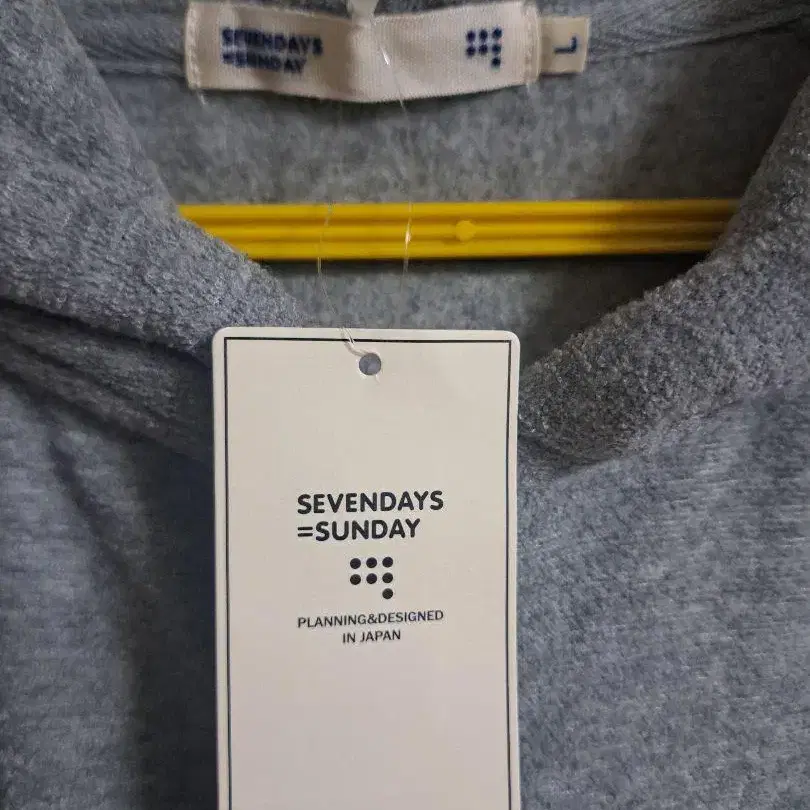 SEVENDAYS
=SUNDAY
L
SEVENDAYS
=SUNDAY
PLANNING&DESIGNED
IN JAPAN